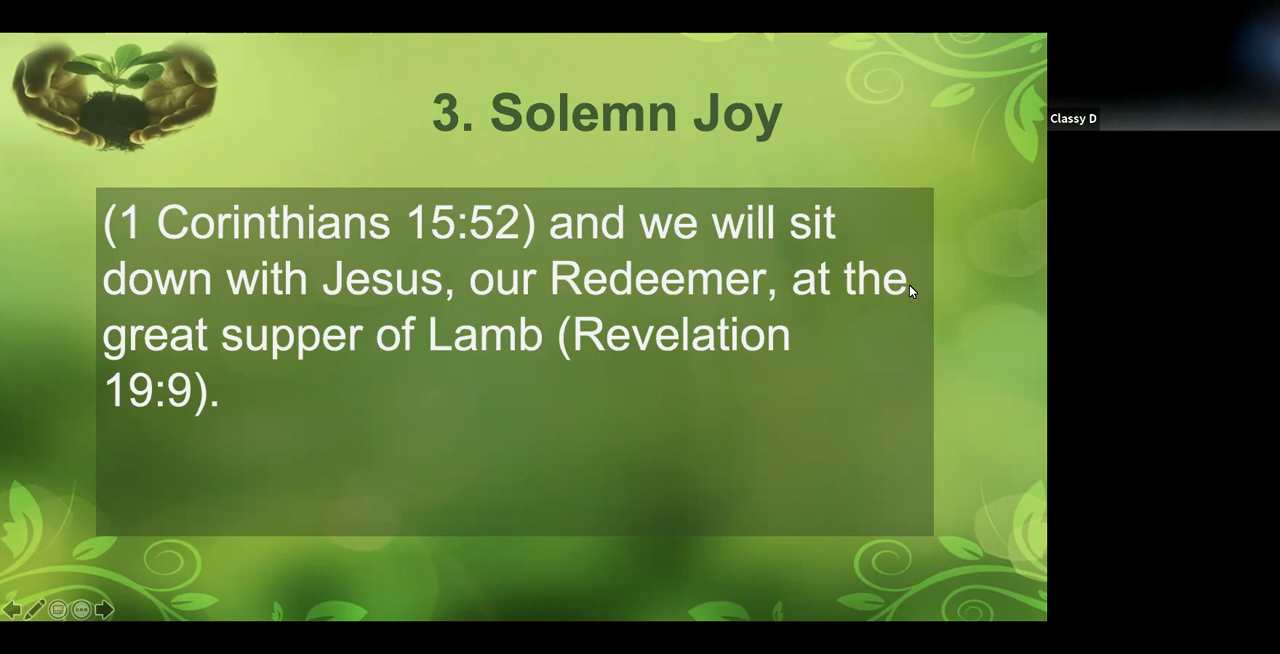 3. Solemn Joy
(1 Corinthians 15:52) and we will sit
down with Jesus, our Redeemer, at the
great supper of Lamb (Revelation
19:9).
Classy D